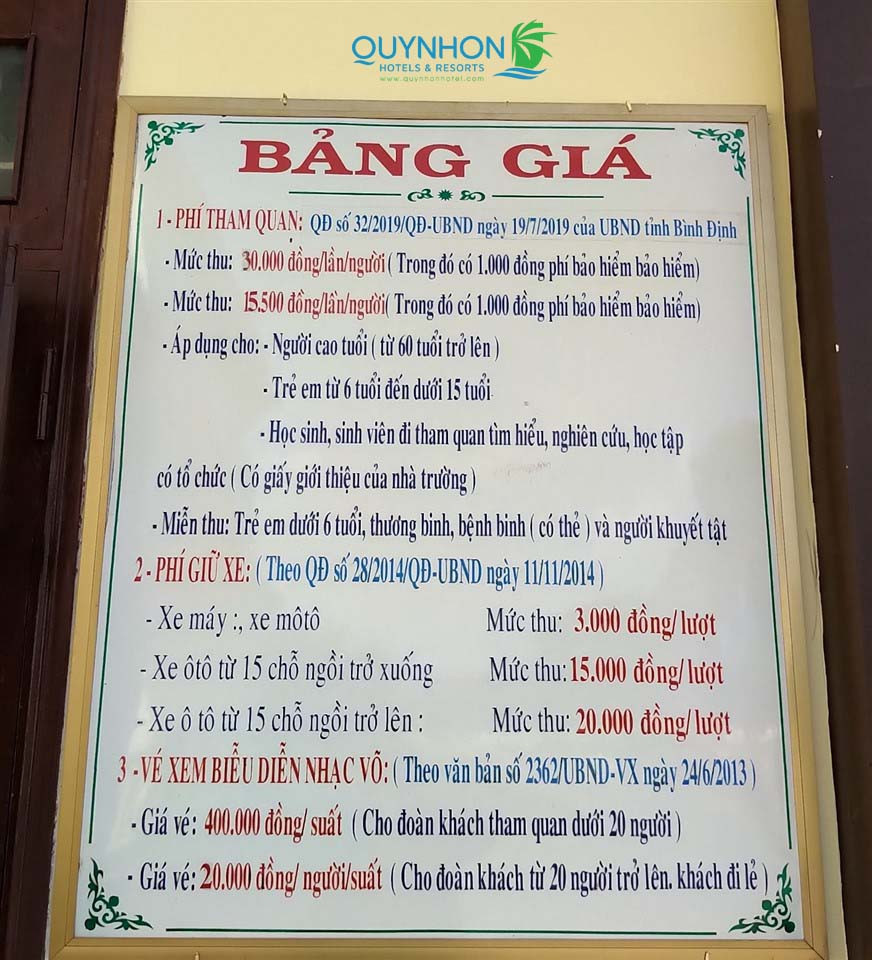 QUYNHON
HOTELS & RESORTS
www.quynhonhotel.com
BẢNG GIÁ
1 - PHÍ THAM QUAN: QĐ số 32/2019/QĐ-UBND ngày 19/7/2019 của UBND tỉnh Bình Định
- Mức thu: 30.000 đồng/lần/người ( Trong đó có 1.000 đồng phí bảo hiểm bảo hiểm)
- Mức thu: 15.500 đồng/lần/người( Trong đó có 1.000 đồng phí bảo hiểm bảo hiểm)
- Áp dụng cho: - Người cao tuổi ( từ 60 tuổi trở lên )
- Trẻ em từ 6 tuổi đến dưới 15 tuổi
- Học sinh, sinh viên đi tham quan tìm hiểu, nghiên cứu, học tập
có tổ chức ( Có giấy giới thiệu của nhà trường )
- Miễn thu: Trẻ em dưới 6 tuổi, thương binh, bệnh binh ( có thẻ ) và người khuyết tật
2 - PHÍ GIỮ XE: ( Theo QĐ số 28/2014/QĐ-UBND ngày 11/11/2014 )
- Xe máy :, xe môtô Mức thu: 3.000 đồng/ lượt
- Xe ôtô từ 15 chỗ ngồi trở xuống Mức thu: 15.000 đồng/ lượt
- Xe ô tô từ 15 chỗ ngồi trở lên : Mức thu: 20.000 đồng/ lượt
3 - VÉ XEM BIỂU DIỄN NHẠC VÕ: ( Theo văn bản số 2362/UBND-VX ngày 24/6/2013 )
- Giá vé: 400.000 đồng/ suất ( Cho đoàn khách tham quan dưới 20 người )
- Giá vé: 20.000 đồng/ người/suất ( Cho đoàn khách từ 20 người trở lên. khách đi lẻ )